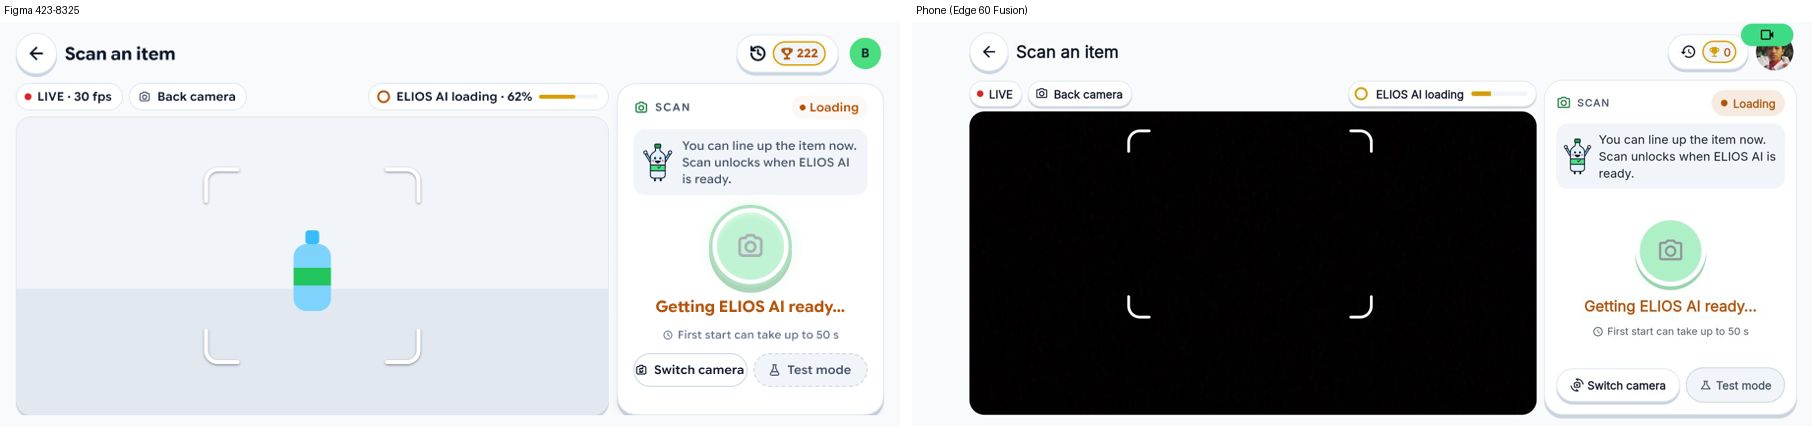 Figma 423-8325
Scan an item
222
B
LIVE · 30 fps
Back camera
ELIOS AI loading · 62%
SCAN
Loading
You can line up the item now.
Scan unlocks when ELIOS AI
is ready.
Getting ELIOS AI ready...
First start can take up to 50 s
Switch camera
Test mode
Phone (Edge 60 Fusion)
Scan an item
0
LIVE
Back camera
ELIOS AI loading
SCAN
Loading
You can line up the item now.
Scan unlocks when ELIOS AI is
ready.
Getting ELIOS AI ready...
First start can take up to 50 s
Switch camera
Test mode